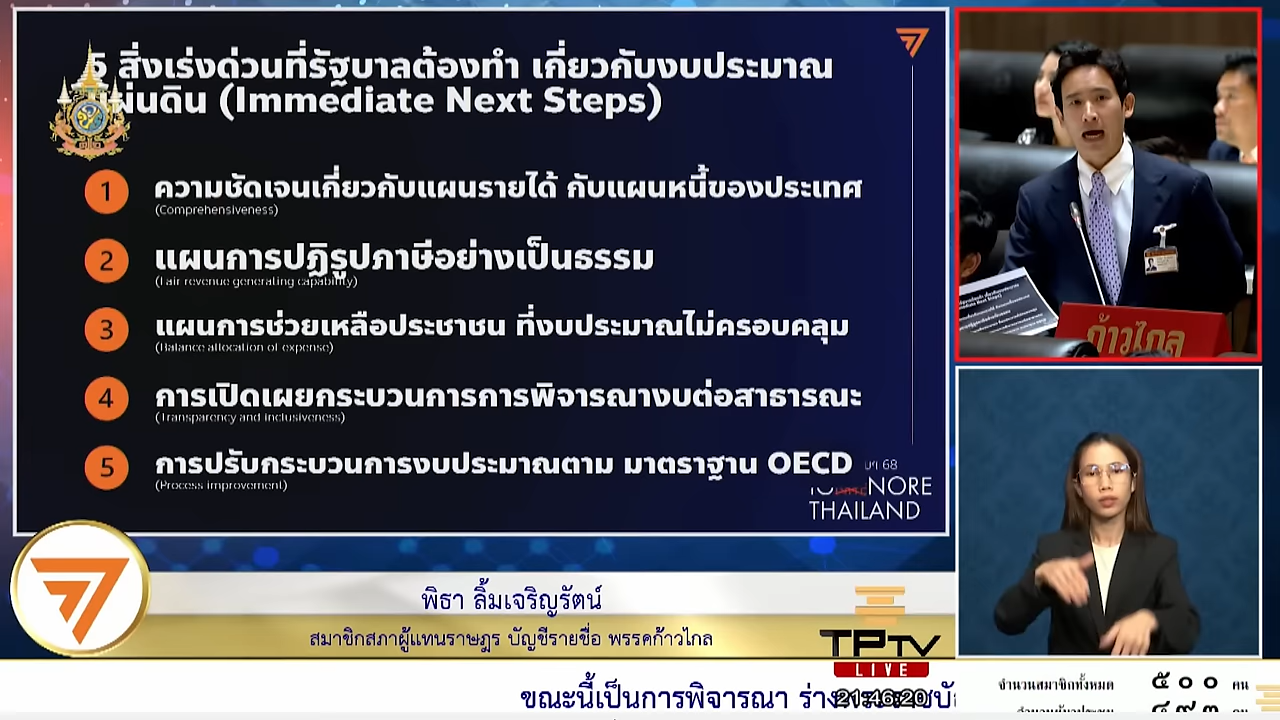 5 สิ่งเร่งด่วนที่รัฐบาลต้องทำ เกี่ยวกับงบประมาณ
แผ่นดิน (Immediate Next Steps)
1 ความชัดเจนเกี่ยวกับแผนรายได้ กับแผนหนี้ของประเทศ
(Comprehensiveness)
2 แผนการปฏิรูปภาษีอย่างเป็นธรรม
(Fair revenue generating capability)
3 แผนการช่วยเหลือประชาชน ที่งบประมาณไม่ครอบคลุม
(Balance allocation of expense)
4 การเปิดเผยกระบวนการการพิจารณางบต่อสาธารณะ
(Transparency and inclusiveness)
5 การปรับกระบวนการงบประมาณตาม มาตราฐาน OECD
(Process improvement)
68
NORE
THAILAND
ก้าวไกล
พิธา ลิ้มเจริญรัตน์
สมาชิกสภาผู้แทนราษฎร บัญชีรายชื่อ พรรคก้าวไกล
TPTV
LIVE
21:46:20
ขณะนี้เป็นการพิจารณา ร่าง
จำนวนสมาชิกทั้งหมด ๕๐๐ คน